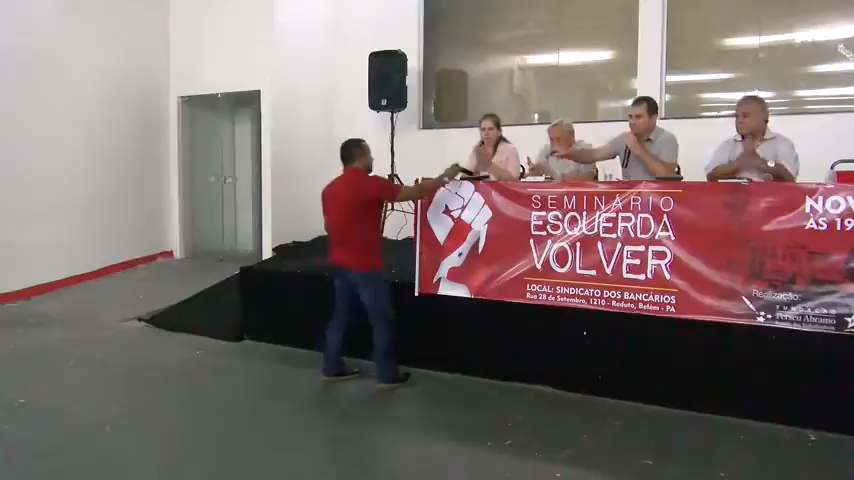 SEMINÁRIO
ESQUERDA
VOLVER
LOCAL: SINDICATO DOS BANCÁRIOS
Rua 28 de Setembro, 1210 - Reduto, Belém - PA
NOV
ÀS 19
Realização:
FUNDAÇÃO
Perseu Abramo